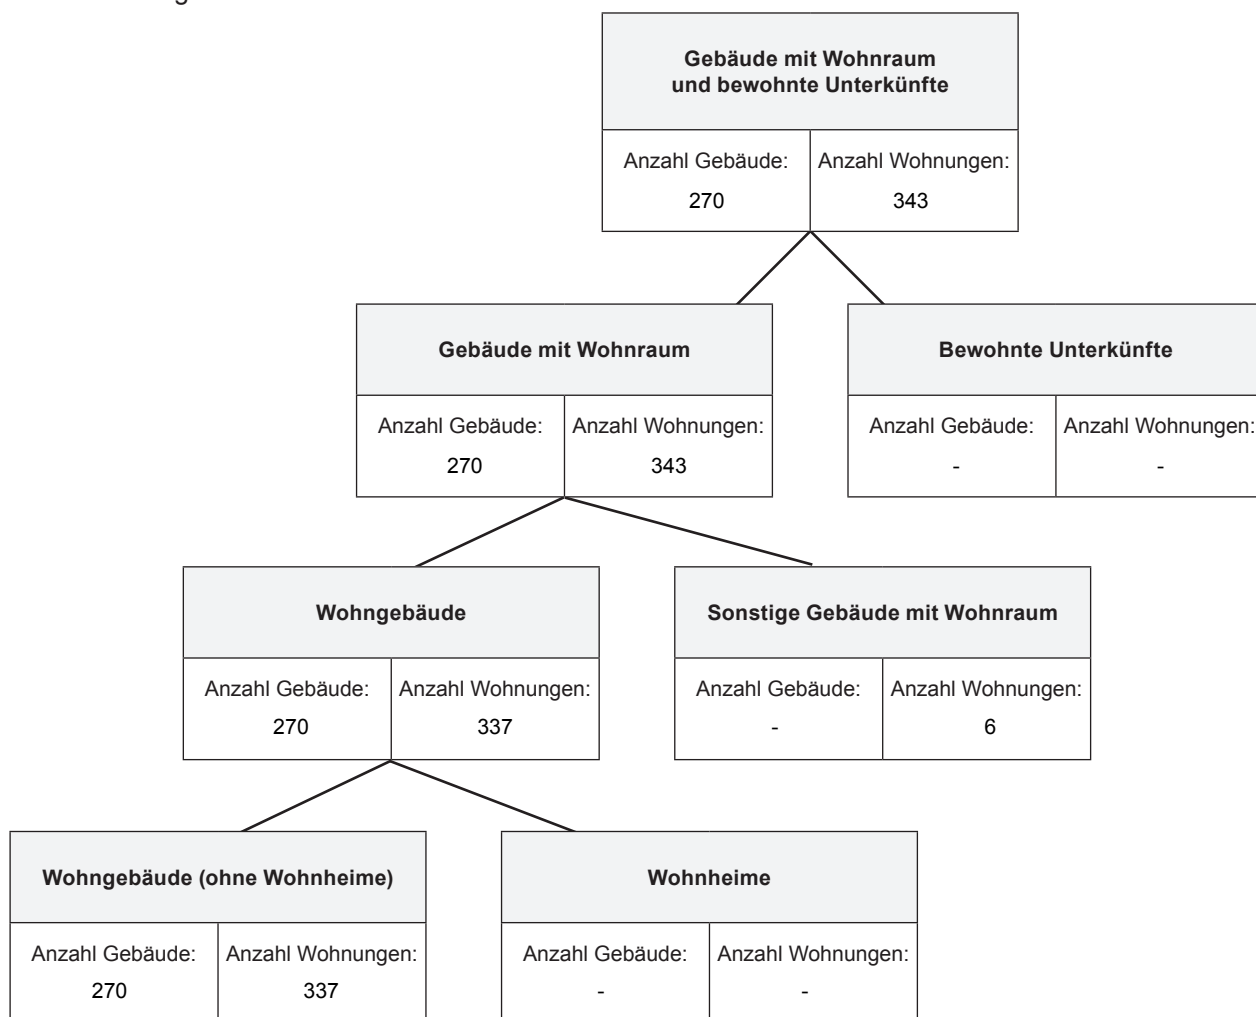 Gebäude mit Wohnraum
und bewohnte Unterkünfte
Anzahl Gebäude: Anzahl Wohnungen:
270 343
Gebäude mit Wohnraum
Bewohnte Unterkünfte
Anzahl Gebäude: Anzahl Wohnungen:
270 343
Anzahl Gebäude: Anzahl Wohnungen:
- -
Wohngebäude
Sonstige Gebäude mit Wohnraum
Anzahl Gebäude: Anzahl Wohnungen:
270 337
Anzahl Gebäude: Anzahl Wohnungen:
- 6
Wohngebäude (ohne Wohnheime)
Wohnheime
Anzahl Gebäude: Anzahl Wohnungen:
270 337
Anzahl Gebäude: Anzahl Wohnungen:
- -